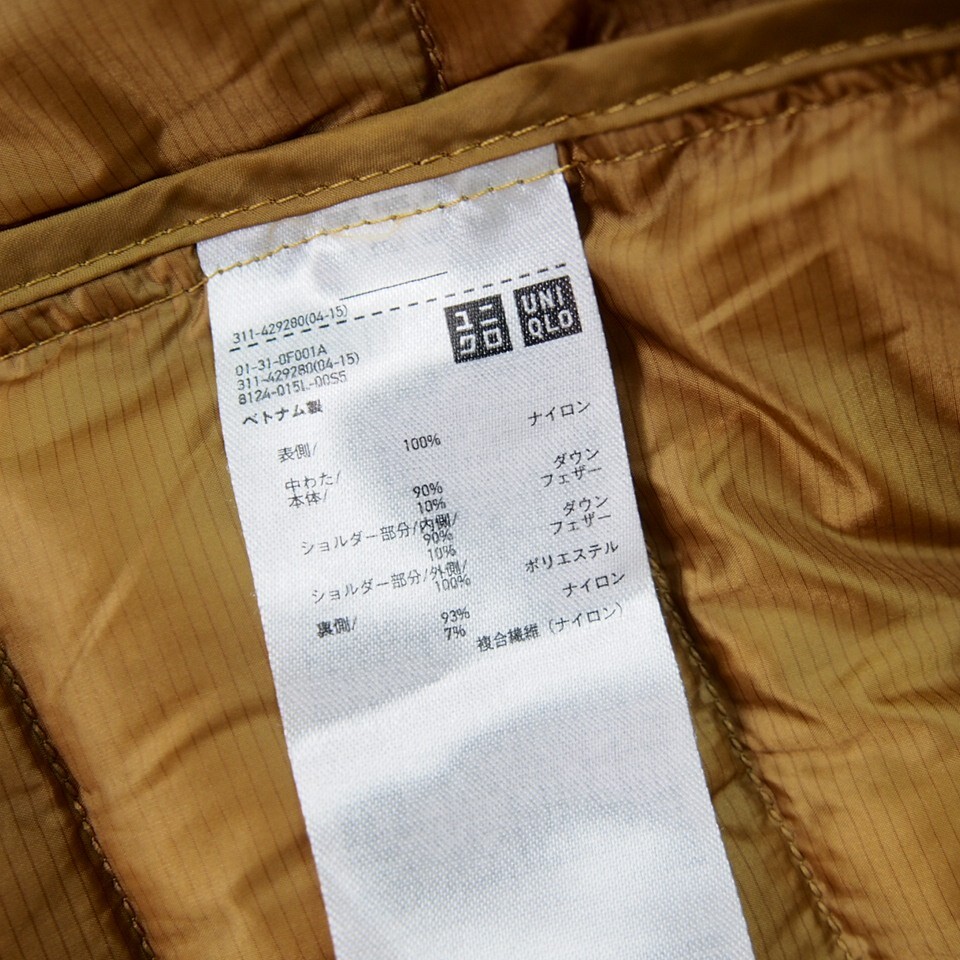 311-429280(04-15)
ユニ
クロ
UNI
QLO
01-31-0F001A
311-429280(04-15)
8124-015L-00S5
ベトナム製
表側/ 100% ナイロン
中わた/
本体/ 90% ダウン
10% フェザー
ショルダー部分/内側/
90% ダウン
10% フェザー
ショルダー部分/外側/
100% ポリエステル
裏側/ 93% ナイロン
7% 複合繊維(ナイロン)